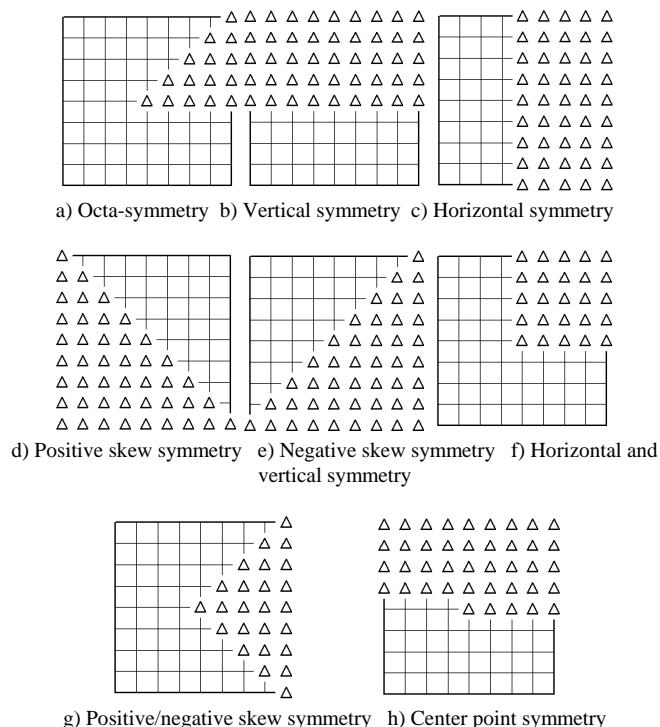 a) Octa-symmetry b) Vertical symmetry c) Horizontal symmetry
d) Positive skew symmetry e) Negative skew symmetry f) Horizontal and
vertical symmetry
g) Positive/negative skew symmetry h) Center point symmetry